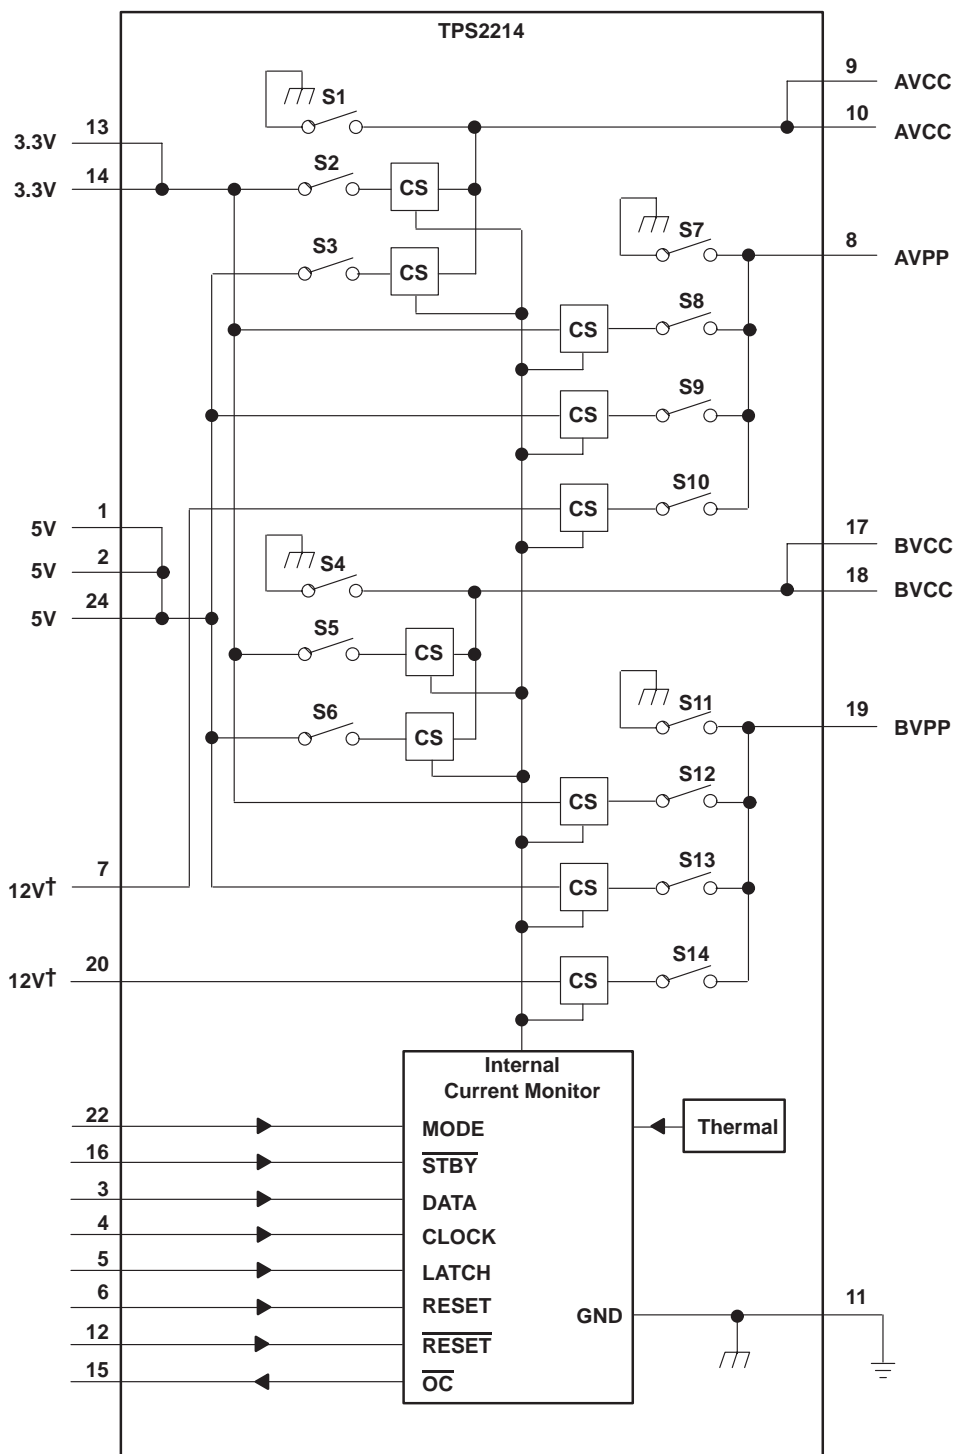 TPS2214
9 AVCC
S1
13
3.3V
10 AVCC
S2
14
3.3V
CS
S7
8 AVPP
S3
CS
S8
CS
S9
CS
S10
CS
1
5V
2
5V
24
5V
17 BVCC
S4
18 BVCC
S5
CS
S11
19 BVPP
S6
CS
S12
CS
7
12V†
S13
CS
20
12V†
S14
CS
Internal
Current Monitor
22 MODE
Thermal
16 STBY
3 DATA
4 CLOCK
5 LATCH
6 RESET
GND 11
12 RESET
15 OC